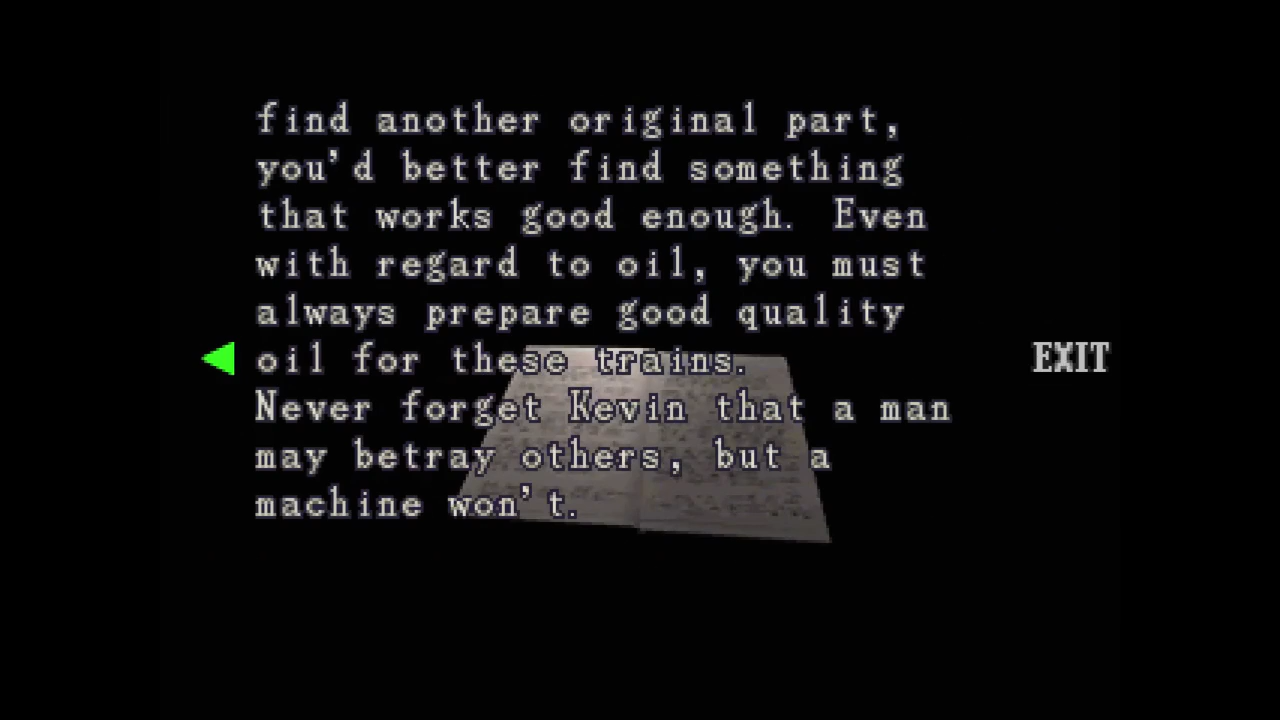 find another original part,
you'd better find something
that works good enough. Even
with regard to oil, you must
always prepare good quality
oil for these trains.
EXIT
Never forget Kevin that a man
may betray others, but a
machine won't.